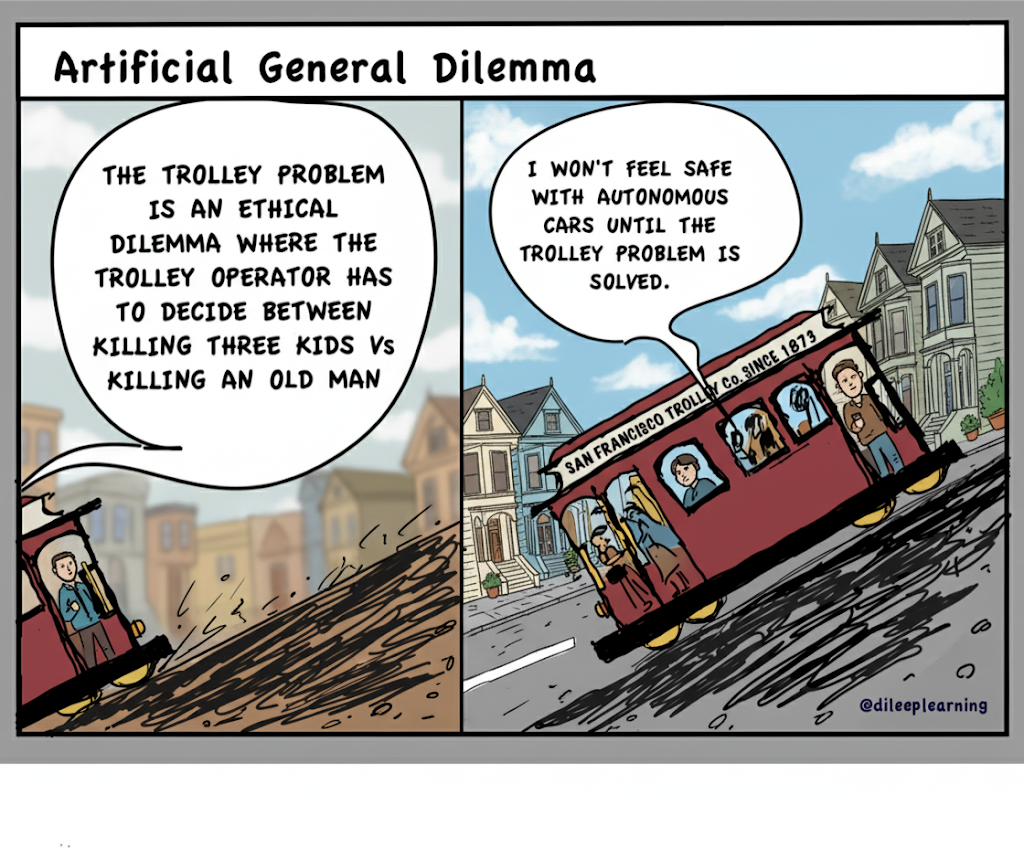 Artificial General Dilemma
THE TROLLEY PROBLEM
IS AN ETHICAL
DILEMMA WHERE THE
TROLLEY OPERATOR HAS
TO DECIDE BETWEEN
KILLING THREE KIDS Vs
KILLING AN OLD MAN
I WON'T FEEL SAFE
WITH AUTONOMOUS
CARS UNTIL THE
TROLLEY PROBLEM IS
SOLVED.
SAN FRANCISCO TROLLEY Co. SINCE 1873
@dileeplearning